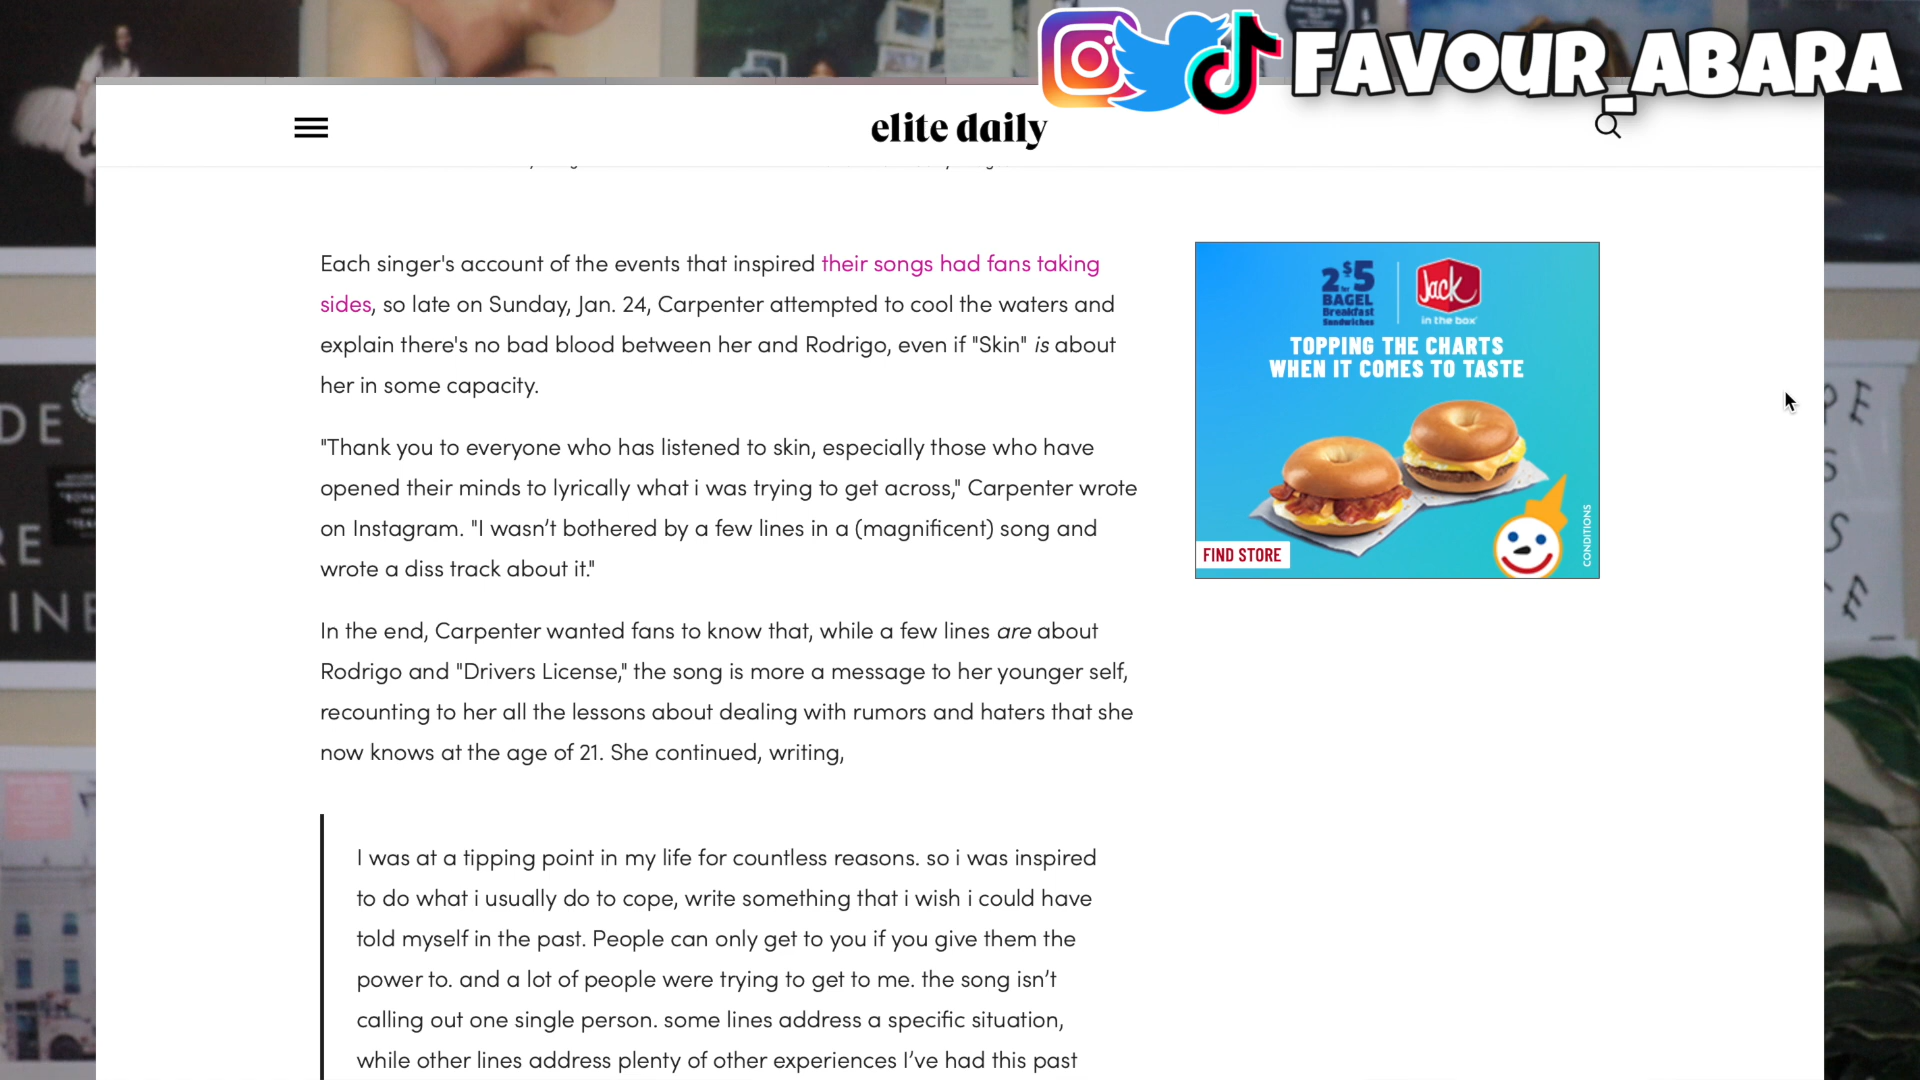 FAVOUR_ABARA
elite daily
Each singer's account of the events that inspired their songs had fans taking
sides, so late on Sunday, Jan. 24, Carpenter attempted to cool the waters and
explain there's no bad blood between her and Rodrigo, even if "Skin" is about
her in some capacity.
"Thank you to everyone who has listened to skin, especially those who have
opened their minds to lyrically what i was trying to get across," Carpenter wrote
on Instagram. "I wasn’t bothered by a few lines in a (magnificent) song and
wrote a diss track about it."
In the end, Carpenter wanted fans to know that, while a few lines are about
Rodrigo and "Drivers License," the song is more a message to her younger self,
recounting to her all the lessons about dealing with rumors and haters that she
now knows at the age of 21. She continued, writing,
I was at a tipping point in my life for countless reasons. so i was inspired
to do what i usually do to cope, write something that i wish i could have
told myself in the past. People can only get to you if you give them the
power to. and a lot of people were trying to get to me. the song isn’t
calling out one single person. some lines address a specific situation,
while other lines address plenty of other experiences I’ve had this past
2 for $5
BAGEL
Breakfast
Sandwiches
Jack
in the box
TOPPING THE CHARTS
WHEN IT COMES TO TASTE
FIND STORE
CONDITIONS